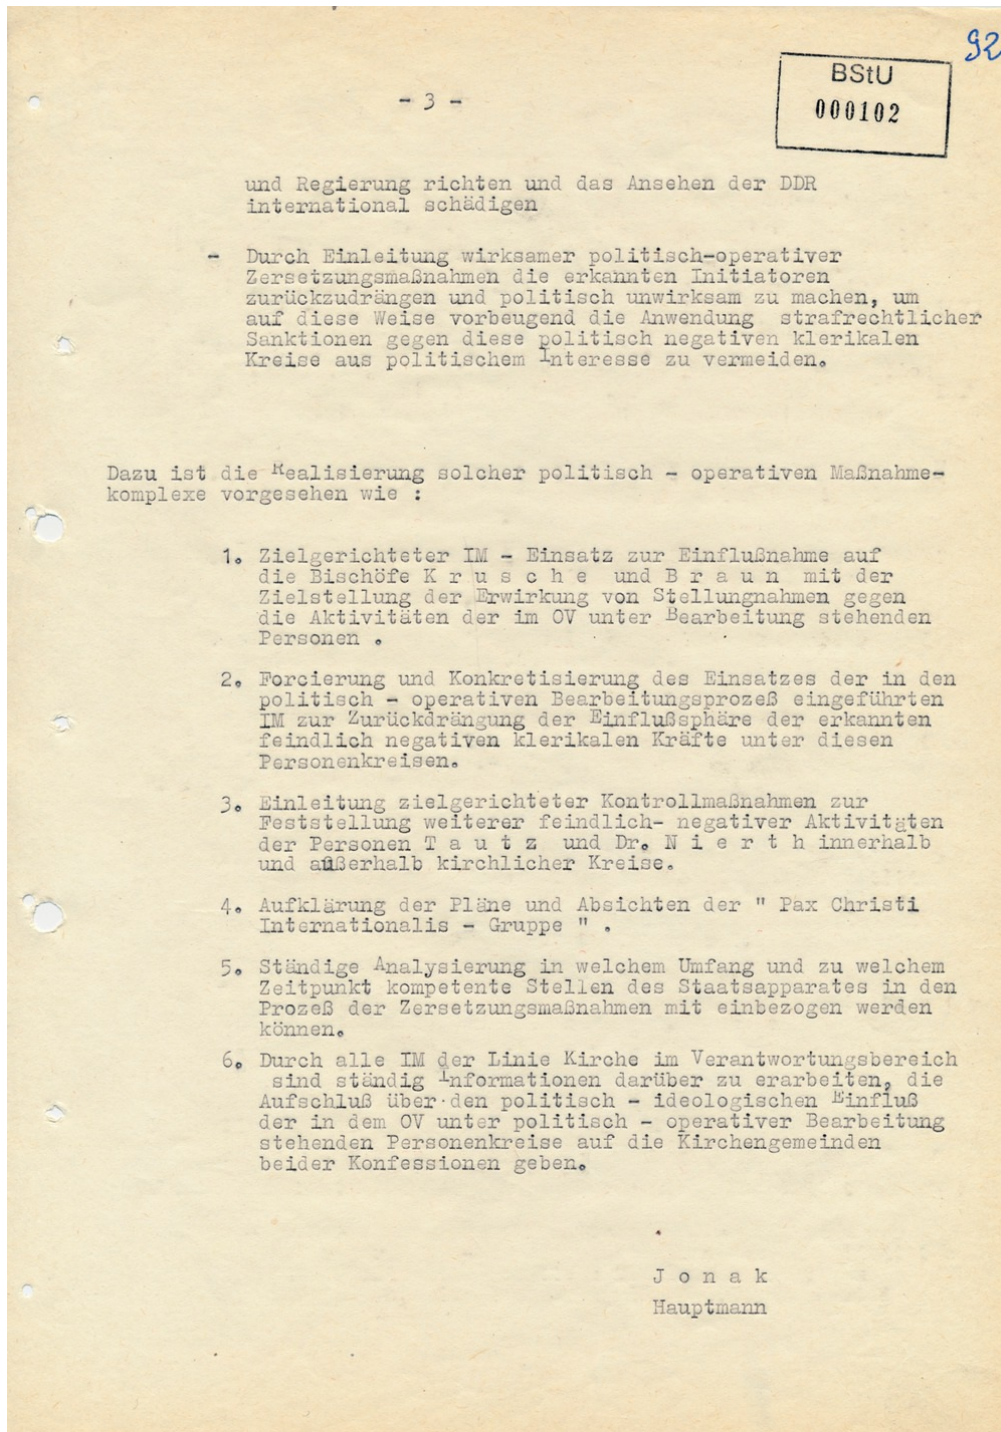 92
BStU
000102
- 3 -
und Regierung richten und das Ansehen der DDR
international schädigen
- Durch Einleitung wirksamer politisch-operativer
Zersetzungsmaßnahmen die erkannten Initiatoren
zurückzudrängen und politisch unwirksam zu machen, um
auf diese Weise vorbeugend die Anwendung strafrechtlicher
Sanktionen gegen diese politisch negativen klerikalen
Kreise aus politischem Interesse zu vermeiden.
Dazu ist die Realisierung solcher politisch - operativen Maßnahme-
komplexe vorgesehen wie :
1. Zielgerichteter IM - Einsatz zur Einflußnahme auf
die Bischöfe K r u s c h e und B r a u n mit der
Zielstellung der Erwirkung von Stellungnahmen gegen
die Aktivitäten der im OV unter Bearbeitung stehenden
Personen .
2. Forcierung und Konkretisierung des Einsatzes der in den
politisch - operativen Bearbeitungsprozeß eingeführten
IM zur Zurückdrängung der Einflußsphäre der erkannten
feindlich negativen klerikalen Kräfte unter diesen
Personenkreisen.
3. Einleitung zielgerichteter Kontrollmaßnahmen zur
Feststellung weiterer feindlich- negativer Aktivitäten
der Personen T a u t z und Dr. N i e r t h innerhalb
und außerhalb kirchlicher Kreise.
4. Aufklärung der Pläne und Absichten der " Pax Christi
Internationalis - Gruppe " .
5. Ständige Analysierung in welchem Umfang und zu welchem
Zeitpunkt kompetente Stellen des Staatsapparates in den
Prozeß der Zersetzungsmaßnahmen mit einbezogen werden
können.
6. Durch alle IM der Linie Kirche im Verantwortungsbereich
sind ständig Informationen darüber zu erarbeiten, die
Aufschluß über den politisch - ideologischen Einfluß
der in dem OV unter politisch - operativer Bearbeitung
stehenden Personenkreise auf die Kirchengemeinden
beider Konfessionen geben.
J o n a k
Hauptmann